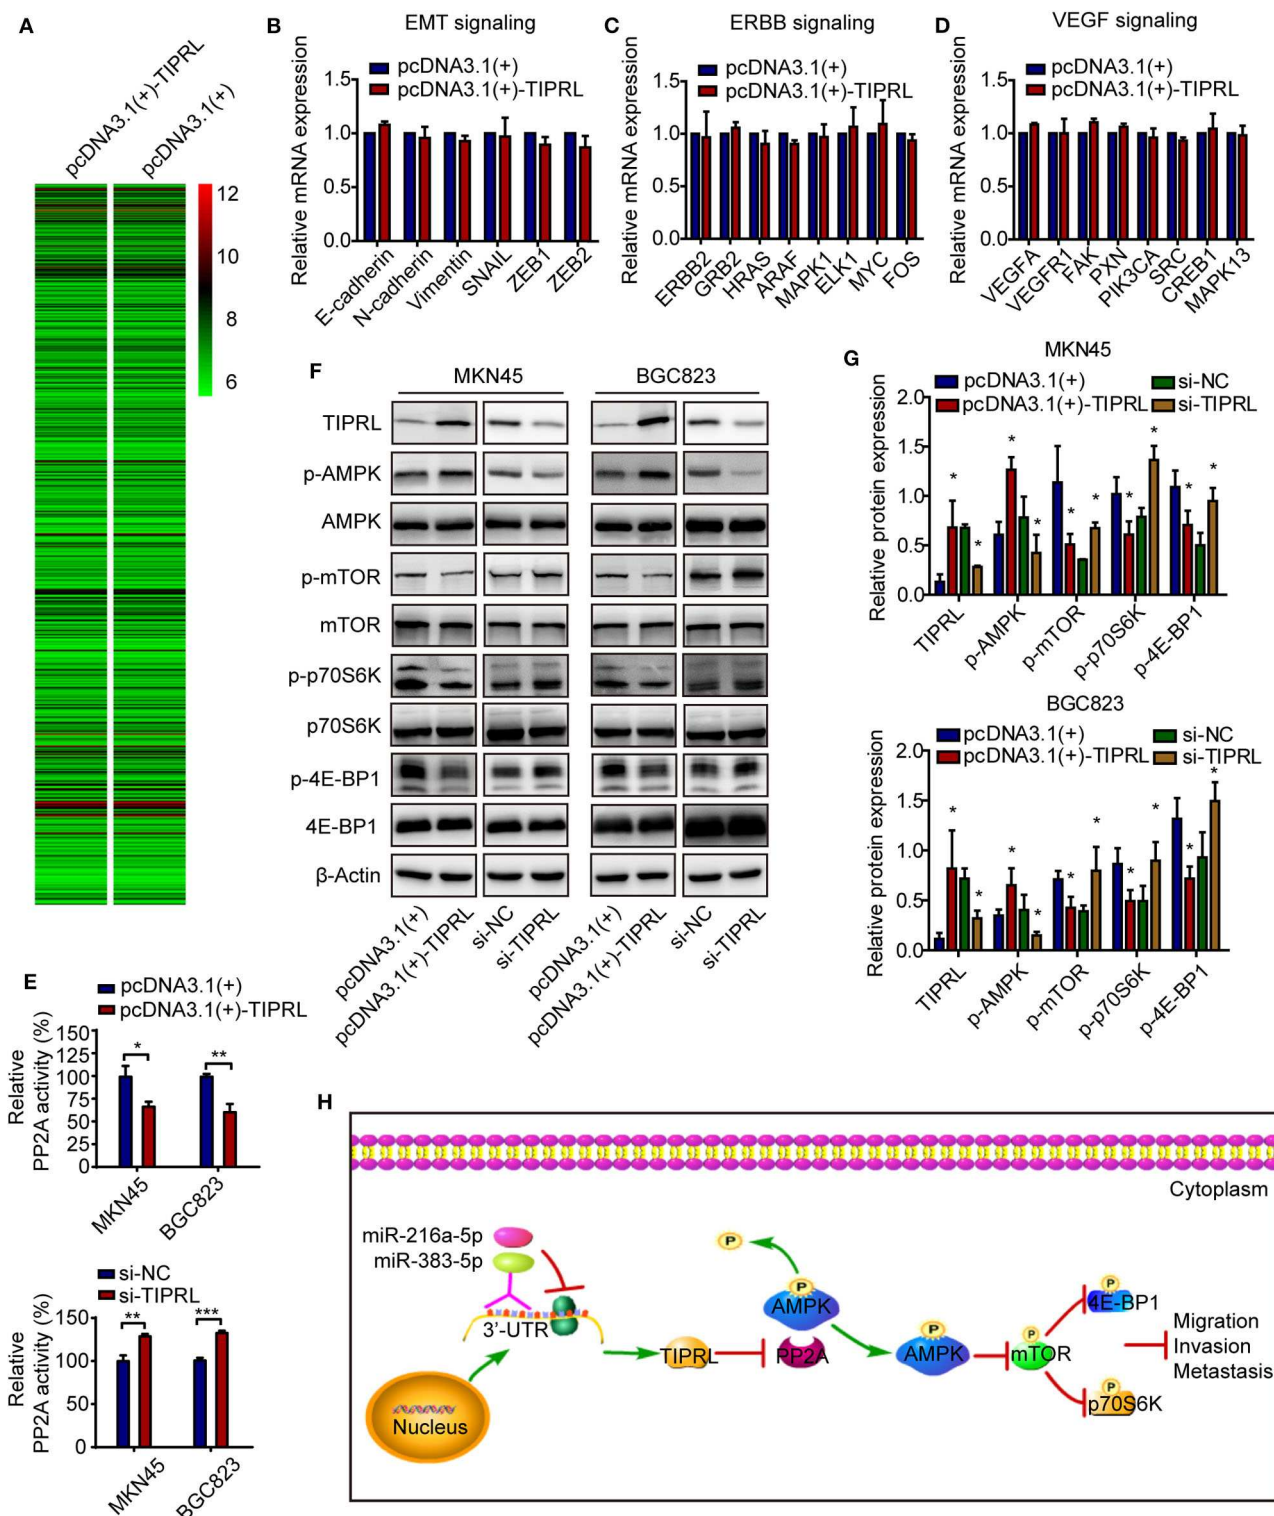 A
pcDNA3.1(+)-TIPRL
pcDNA3.1(+)
12
10
8
6
B
EMT signaling
pcDNA3.1(+)
pcDNA3.1(+)-TIPRL
Relative mRNA expression
1.5
1.0
0.5
0.0
E-cadherin
N-cadherin
Vimentin
SNAIL
ZEB1
ZEB2
C
ERBB signaling
pcDNA3.1(+)
pcDNA3.1(+)-TIPRL
Relative mRNA expression
1.5
1.0
0.5
0.0
ERBB2
GRB2
HRAS
ARAF
MAPK1
ELK1
MYC
FOS
D
VEGF signaling
pcDNA3.1(+)
pcDNA3.1(+)-TIPRL
Relative mRNA expression
1.5
1.0
0.5
0.0
VEGFA
VEGFR1
FAK
PXN
PIK3CA
SRC
CREB1
MAPK13
E
pcDNA3.1(+)
pcDNA3.1(+)-TIPRL
Relative
PP2A activity (%)
150
125
100
75
50
25
0
*
**
MKN45
BGC823
si-NC
si-TIPRL
Relative
PP2A activity (%)
150
100
50
0
**
***
MKN45
BGC823
F
MKN45
BGC823
TIPRL
p-AMPK
AMPK
p-mTOR
mTOR
p-p70S6K
p70S6K
p-4E-BP1
4E-BP1
β-Actin
pcDNA3.1(+)
pcDNA3.1(+)-TIPRL
si-NC
si-TIPRL
pcDNA3.1(+)
pcDNA3.1(+)-TIPRL
si-NC
si-TIPRL
G
MKN45
pcDNA3.1(+)
si-NC
pcDNA3.1(+)-TIPRL
si-TIPRL
Relative protein expression
2.0
1.5
1.0
0.5
0.0
* * * * * * * * * *
TIPRL
p-AMPK
p-mTOR
p-p70S6K
p-4E-BP1
BGC823
pcDNA3.1(+)
si-NC
pcDNA3.1(+)-TIPRL
si-TIPRL
Relative protein expression
2.0
1.5
1.0
0.5
0.0
* * * * * * * * * *
TIPRL
p-AMPK
p-mTOR
p-p70S6K
p-4E-BP1
H
Cytoplasm
miR-216a-5p
miR-383-5p
3'-UTR
Nucleus
TIPRL
PP2A
P
P
AMPK
P
AMPK
P
mTOR
P
4E-BP1
P
p70S6K
Migration
Invasion
Metastasis